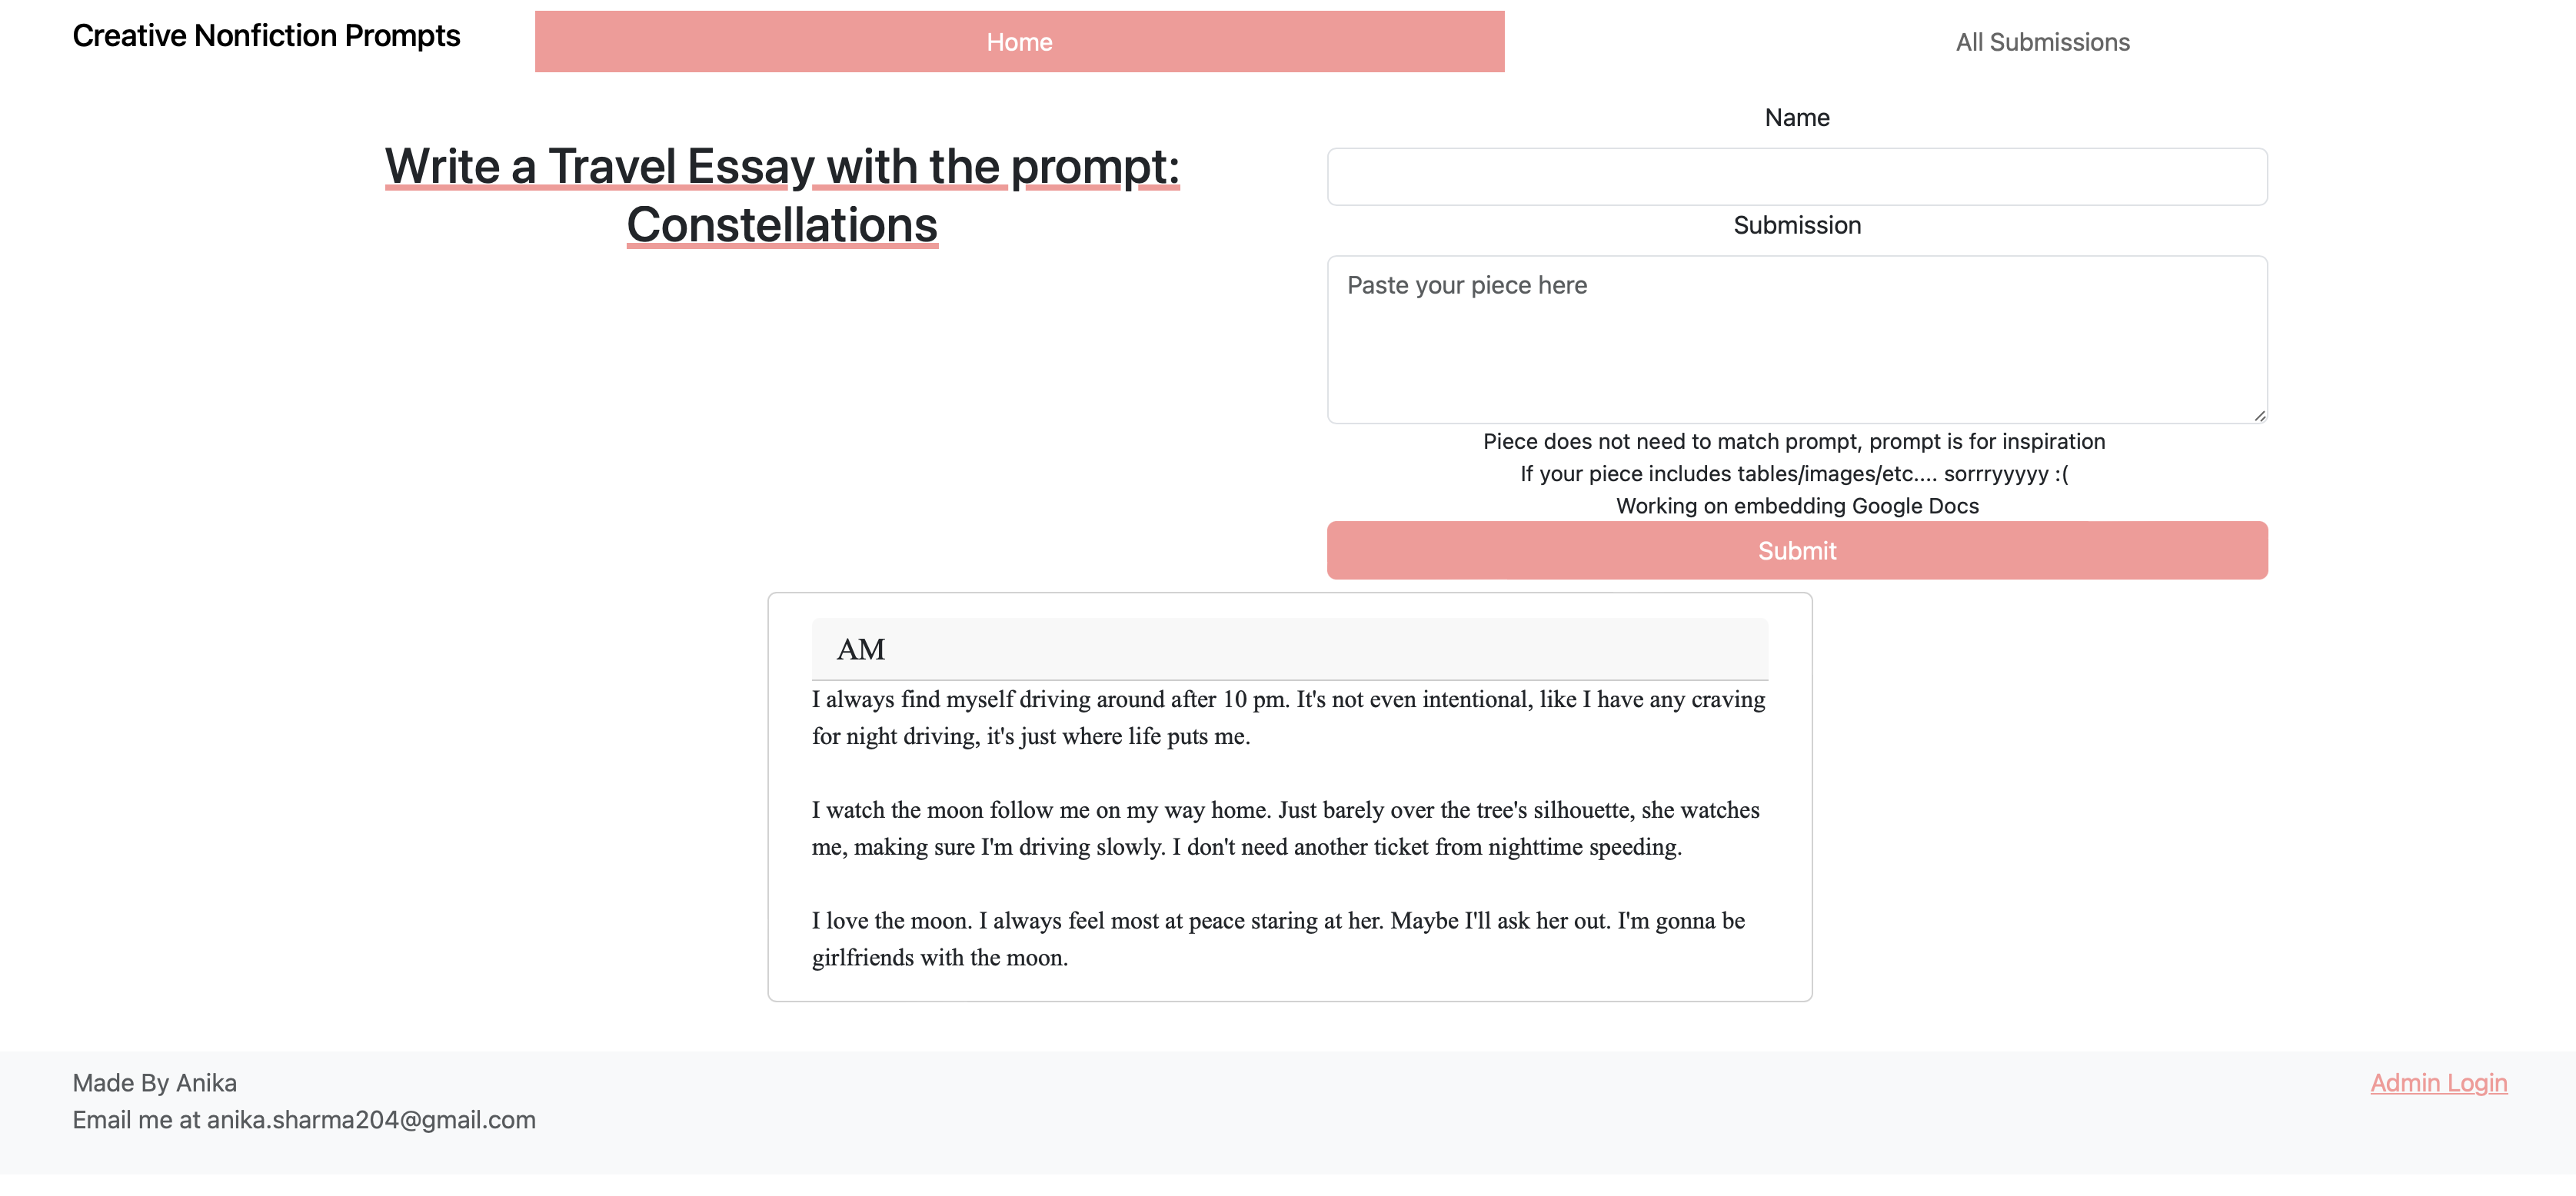 Creative Nonfiction Prompts
Home
All Submissions
Write a Travel Essay with the prompt:
Constellations
Name
Submission
Paste your piece here
Piece does not need to match prompt, prompt is for inspiration
If your piece includes tables/images/etc.... sorrryyyyy :(
Working on embedding Google Docs
Submit
AM
I always find myself driving around after 10 pm. It's not even intentional, like I have any craving
for night driving, it's just where life puts me.
I watch the moon follow me on my way home. Just barely over the tree's silhouette, she watches
me, making sure I'm driving slowly. I don't need another ticket from nighttime speeding.
I love the moon. I always feel most at peace staring at her. Maybe I'll ask her out. I'm gonna be
girlfriends with the moon.
Made By Anika
Email me at anika.sharma204@gmail.com
Admin Login